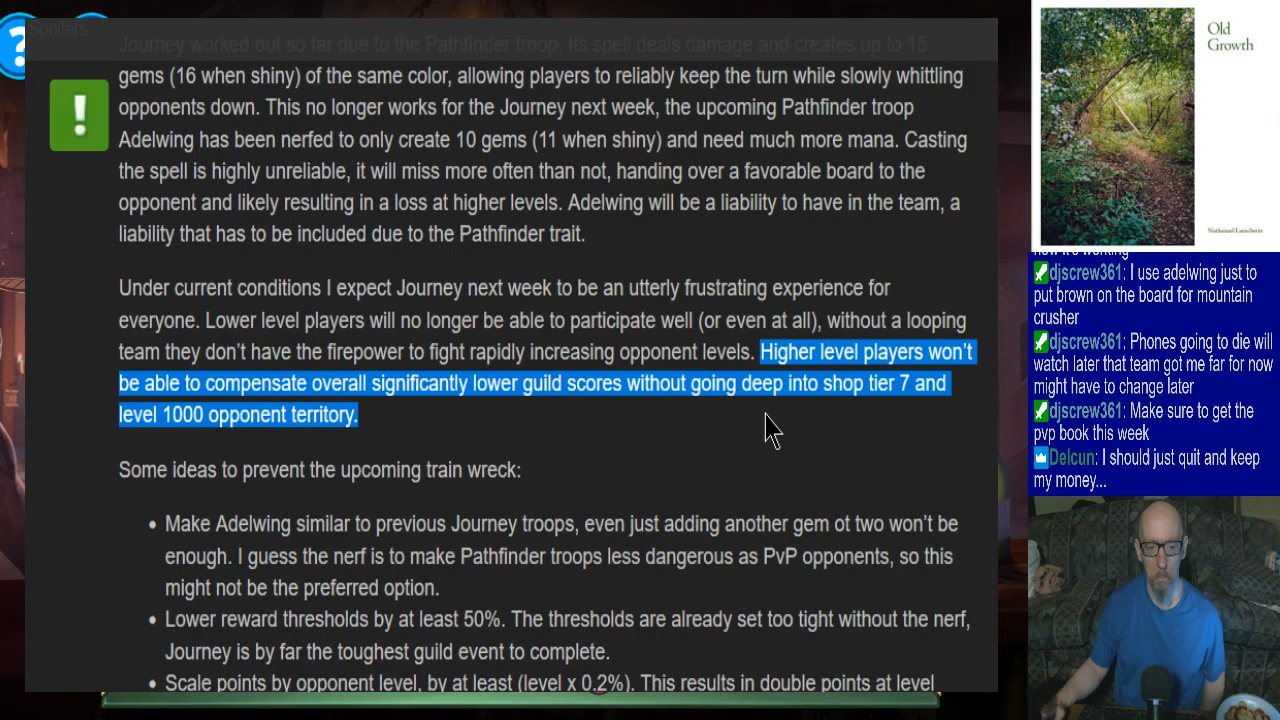 Spoilers
Journey worked out so far due to the Pathfinder troop. Its spell deals damage and creates up to 15
gems (16 when shiny) of the same color, allowing players to reliably keep the turn while slowly whittling
opponents down. This no longer works for the Journey next week, the upcoming Pathfinder troop
Adelwing has been nerfed to only create 10 gems (11 when shiny) and need much more mana. Casting
the spell is highly unreliable, it will miss more often than not, handing over a favorable board to the
opponent and likely resulting in a loss at higher levels. Adelwing will be a liability to have in the team, a
liability that has to be included due to the Pathfinder trait.
Under current conditions I expect Journey next week to be an utterly frustrating experience for
everyone. Lower level players will no longer be able to participate well (or even at all), without a looping
team they don't have the firepower to fight rapidly increasing opponent levels. Higher level players won't
be able to compensate overall significantly lower guild scores without going deep into shop tier 7 and
level 1000 opponent territory.
Some ideas to prevent the upcoming train wreck:
• Make Adelwing similar to previous Journey troops, even just adding another gem ot two won't be
enough. I guess the nerf is to make Pathfinder troops less dangerous as PvP opponents, so this
might not be the preferred option.
• Lower reward thresholds by at least 50%. The thresholds are already set too tight without the nerf,
Journey is by far the toughest guild event to complete.
• Scale points by opponent level, by at least (level x 0.2%). This results in double points at level
Old
Growth
now it's working
djscrew361: I use adelwing just to
put brown on the board for mountain
crusher
djscrew361: Phones going to die will
watch later that team got me far for now
might have to change later
djscrew361: Make sure to get the
pvp book this week
Delcun: I should just quit and keep
my money...